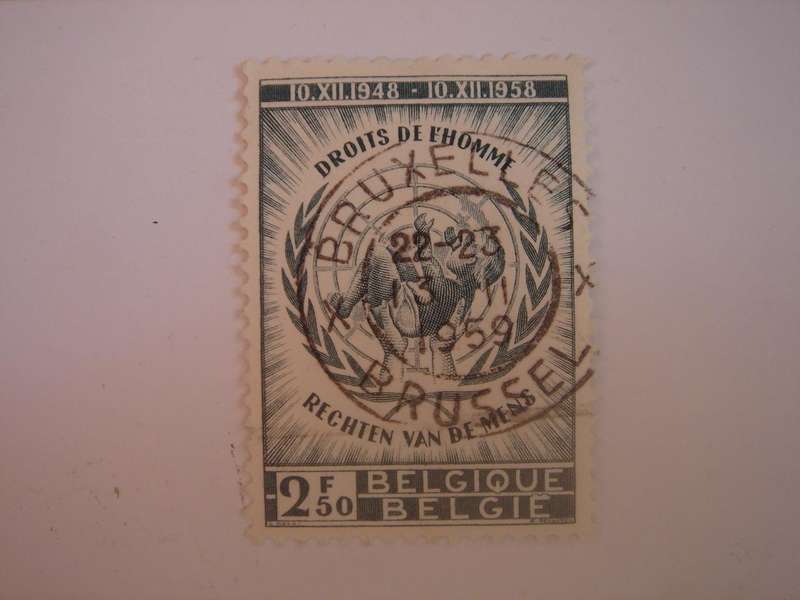 10.XII.1948 - 10.XII.1958
DROITS DE L'HOMME
BRUXELLES X
22-23
1959
X BRUSSEL
RECHTEN VAN DE MENS
2F50
BELGIQUE
BELGIË